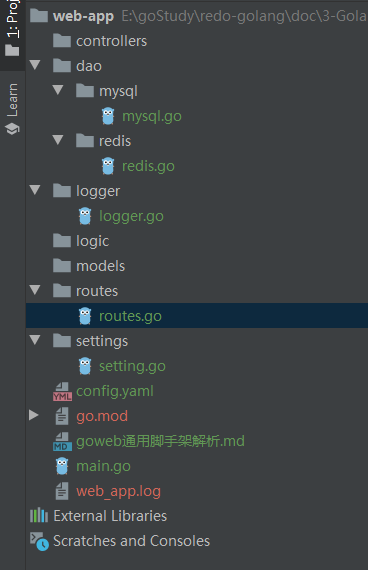 1: Proj
Learn
web-app E:\goStudy\redo-golang\doc\3-Gola
controllers
dao
mysql
mysql.go
redis
redis.go
logger
logger.go
logic
models
routes
routes.go
settings
setting.go
YML
config.yaml
go.mod
MD
goweb通用脚手架解析.md
main.go
web_app.log
External Libraries
Scratches and Consoles